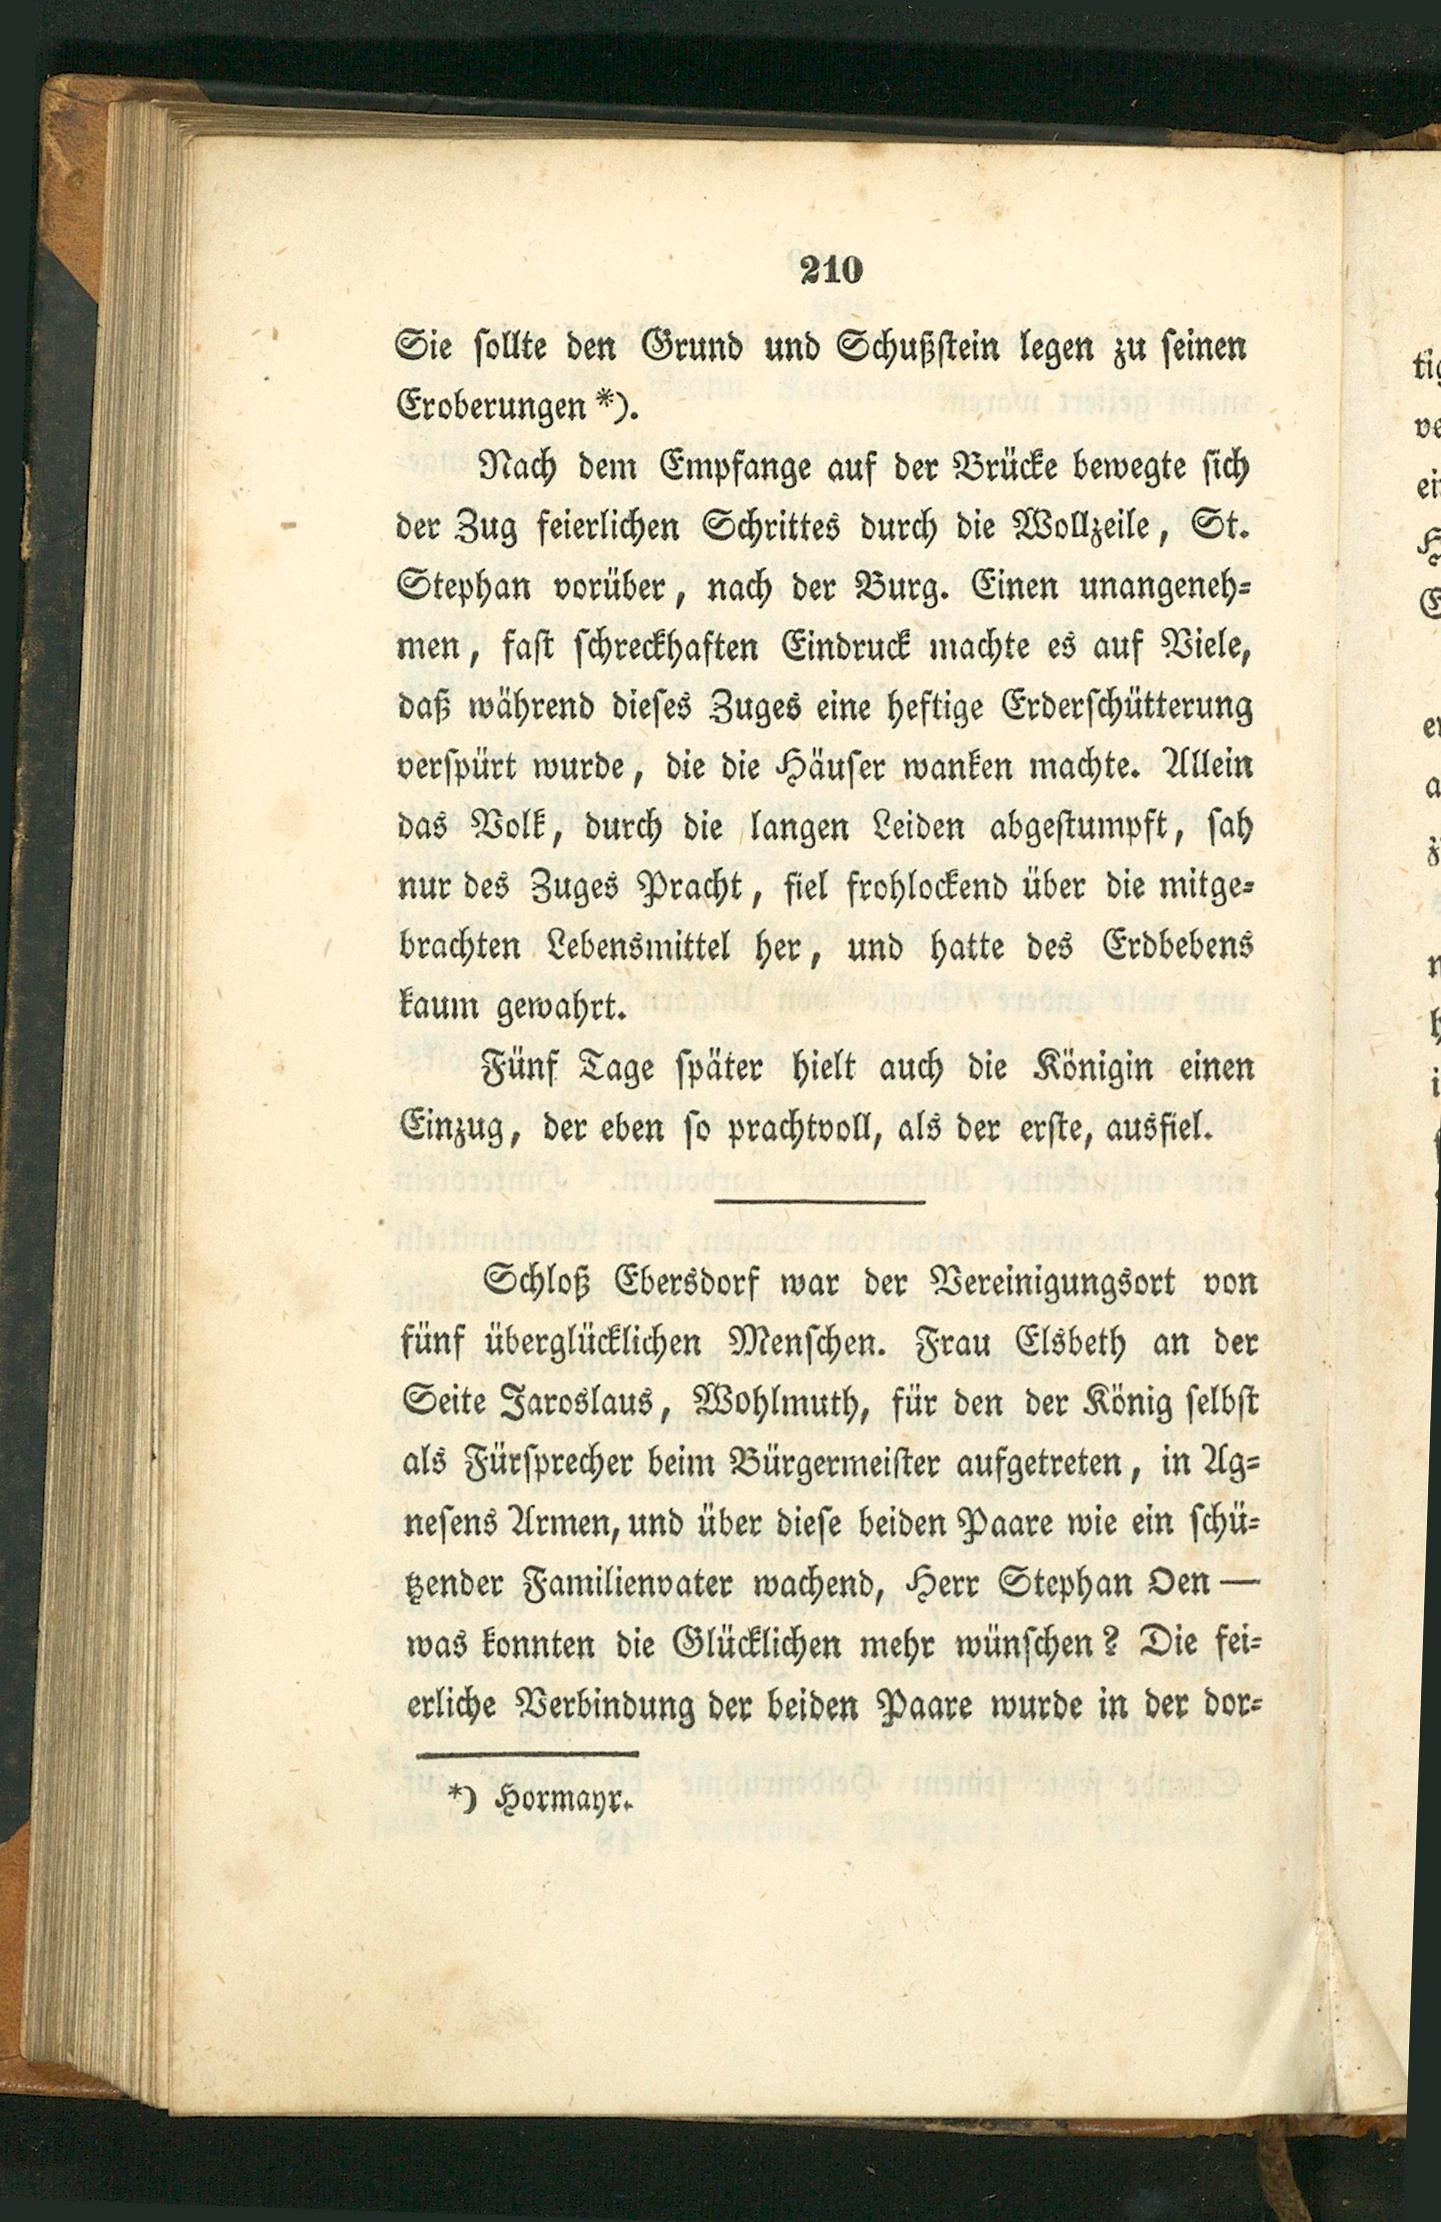 210
Sie sollte den Grund und Schußstein legen zu seinen
Eroberungen *).
Nach dem Empfange auf der Brücke bewegte sich
der Zug feierlichen Schrittes durch die Wollzeile, St.
Stephan vorüber, nach der Burg. Einen unangeneh-
men, fast schreckhaften Eindruck machte es auf Viele,
daß während dieses Zuges eine heftige Erderschütterung
verspürt wurde, die die Häuser wanken machte. Allein
das Volk, durch die langen Leiden abgestumpft, sah
nur des Zuges Pracht, fiel frohlockend über die mitge-
brachten Lebensmittel her, und hatte des Erdbebens
kaum gewahrt.
Fünf Tage später hielt auch die Königin einen
Einzug, der eben so prachtvoll, als der erste, ausfiel.
Schloß Ebersdorf war der Vereinigungsort von
fünf überglücklichen Menschen. Frau Elsbeth an der
Seite Jaroslaus, Wohlmuth, für den der König selbst
als Fürsprecher beim Bürgermeister aufgetreten, in Ag-
nesens Armen, und über diese beiden Paare wie ein schü-
tzender Familienvater wachend, Herr Stephan Oen —
was konnten die Glücklichen mehr wünschen? Die fei-
erliche Verbindung der beiden Paare wurde in der dor-
*) Hormayr.